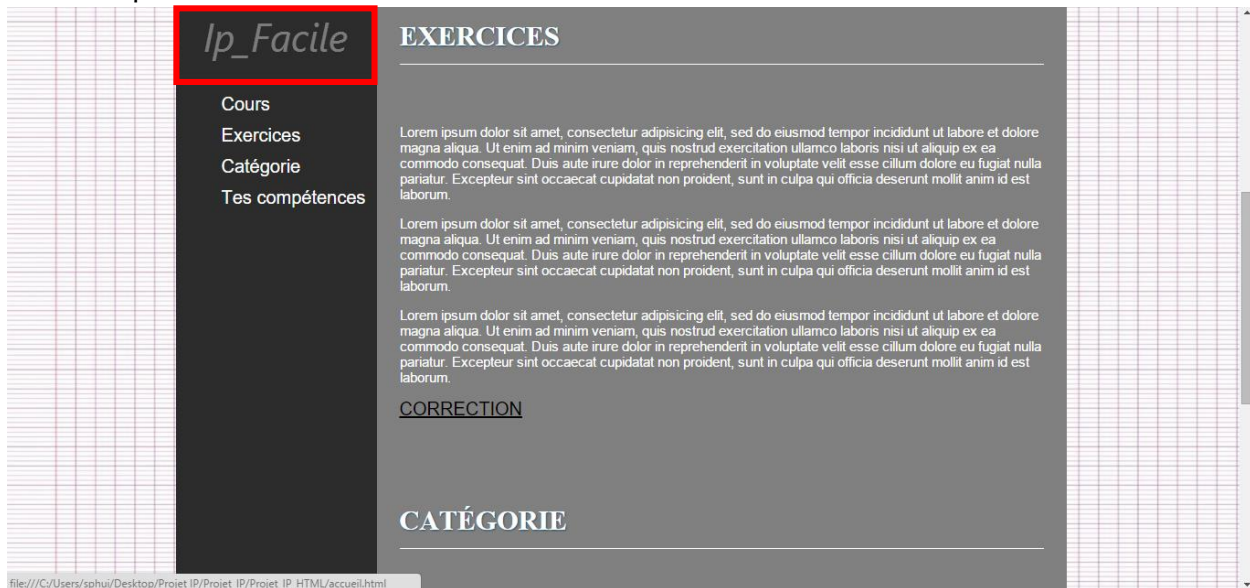 Ip_Facile
Cours
Exercices
Catégorie
Tes compétences
EXERCICES
Lorem ipsum dolor sit amet, consectetur adipisicing elit, sed do eiusmod tempor incididunt ut labore et dolore
magna aliqua. Ut enim ad minim veniam, quis nostrud exercitation ullamco laboris nisi ut aliquip ex ea
commodo consequat. Duis aute irure dolor in reprehenderit in voluptate velit esse cillum dolore eu fugiat nulla
pariatur. Excepteur sint occaecat cupidatat non proident, sunt in culpa qui officia deserunt mollit anim id est
laborum.
Lorem ipsum dolor sit amet, consectetur adipisicing elit, sed do eiusmod tempor incididunt ut labore et dolore
magna aliqua. Ut enim ad minim veniam, quis nostrud exercitation ullamco laboris nisi ut aliquip ex ea
commodo consequat. Duis aute irure dolor in reprehenderit in voluptate velit esse cillum dolore eu fugiat nulla
pariatur. Excepteur sint occaecat cupidatat non proident, sunt in culpa qui officia deserunt mollit anim id est
laborum.
Lorem ipsum dolor sit amet, consectetur adipisicing elit, sed do eiusmod tempor incididunt ut labore et dolore
magna aliqua. Ut enim ad minim veniam, quis nostrud exercitation ullamco laboris nisi ut aliquip ex ea
commodo consequat. Duis aute irure dolor in reprehenderit in voluptate velit esse cillum dolore eu fugiat nulla
pariatur. Excepteur sint occaecat cupidatat non proident, sunt in culpa qui officia deserunt mollit anim id est
laborum.
CORRECTION
CATÉGORIE
file:///C:/Users/sphui/Desktop/Projet IP/Projet_IP/Projet_IP_HTML/accueil.html